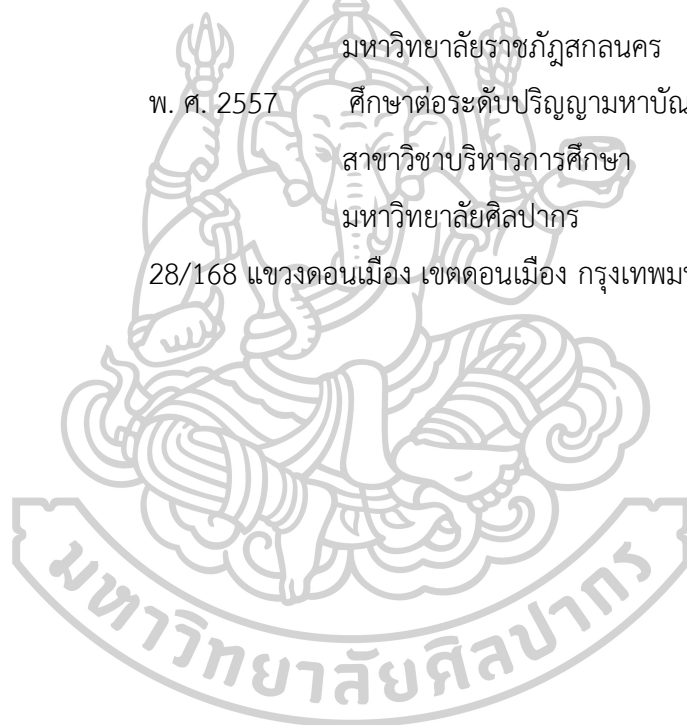 มหาวิทยาลัยราชภัฏสกลนคร
พ. ศ. 2557 ศึกษาต่อระดับปริญญามหาบัณ
สาขาวิชาบริหารการศึกษา
มหาวิทยาลัยศิลปากร
28/168 แขวงดอนเมือง เขตดอนเมือง กรุงเทพม
มหาวิทยาลัยศิลปากร